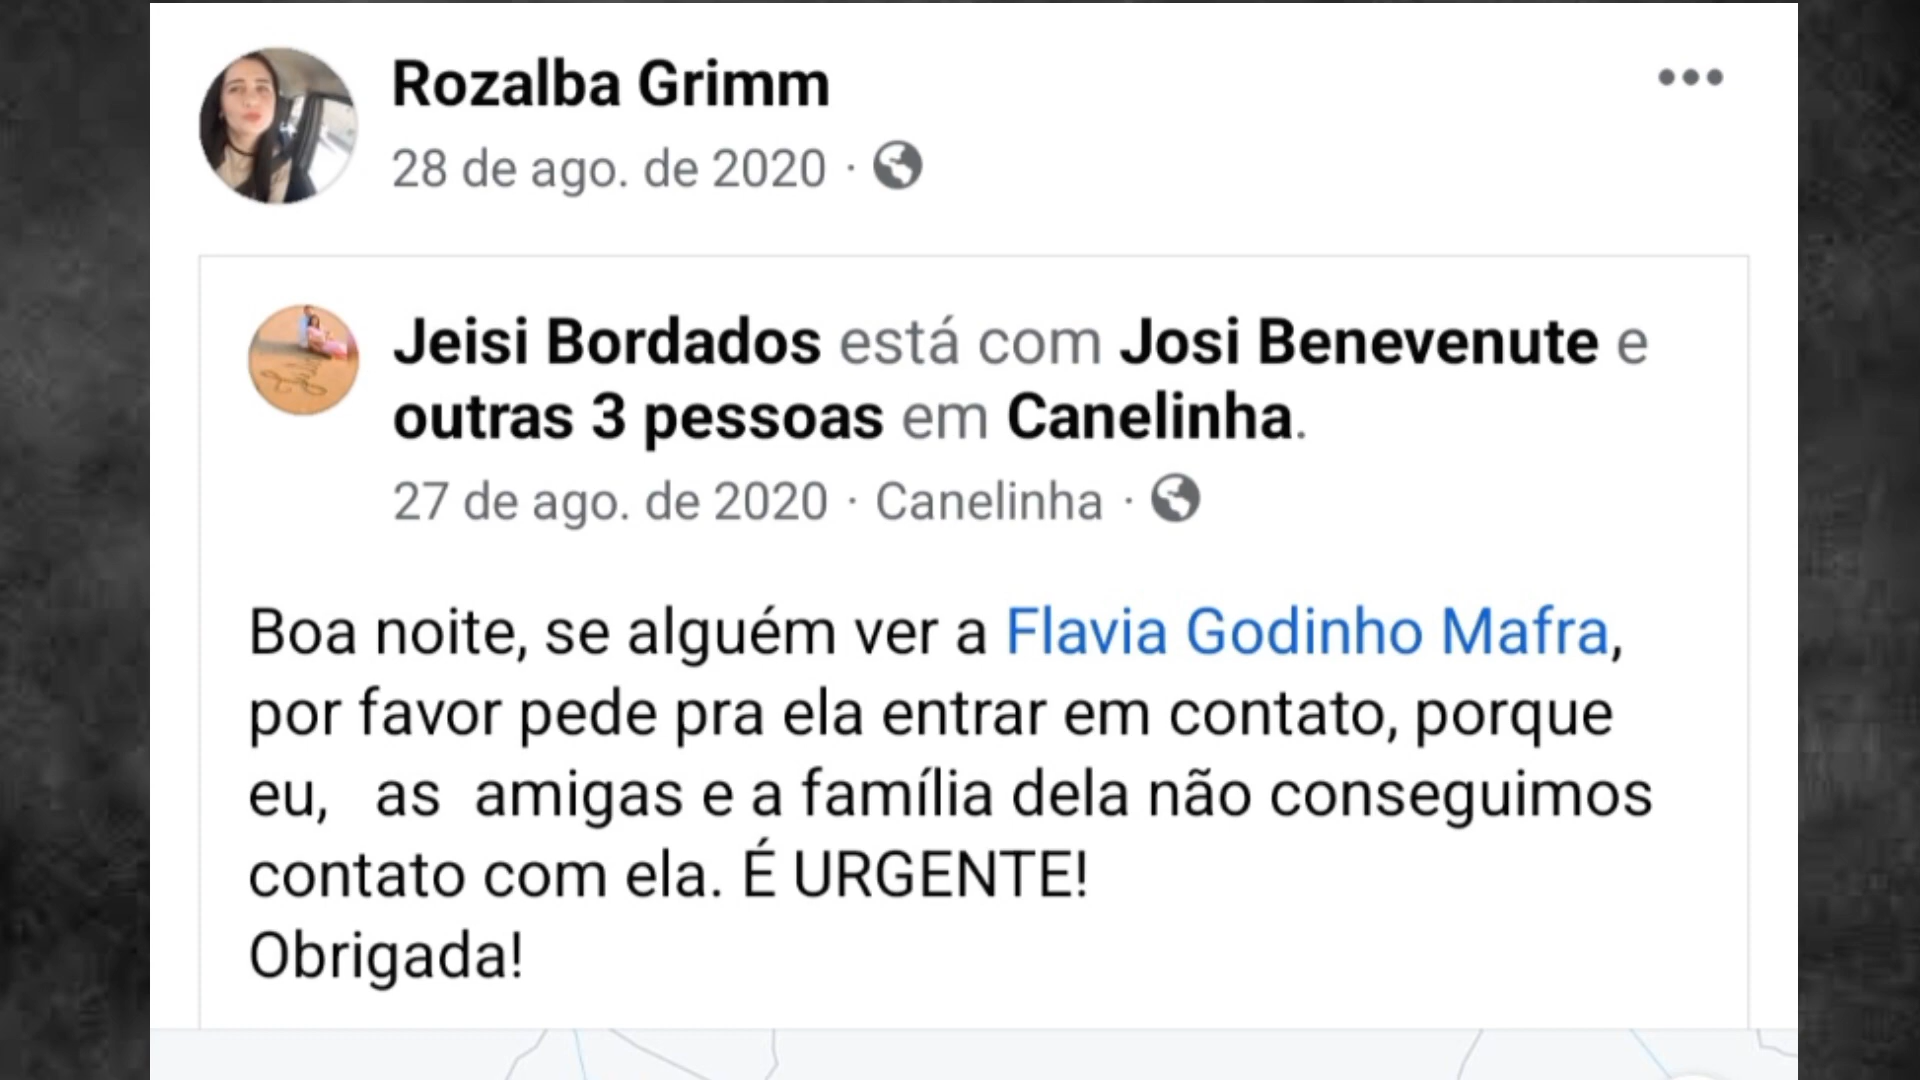 Rozalba Grimm
28 de ago. de 2020 ·
Jeisi Bordados está com Josi Benevenute e
outras 3 pessoas em Canelinha.
27 de ago. de 2020 · Canelinha ·
Boa noite, se alguém ver a Flavia Godinho Mafra,
por favor pede pra ela entrar em contato, porque
eu, as amigas e a família dela não conseguimos
contato com ela. É URGENTE!
Obrigada!